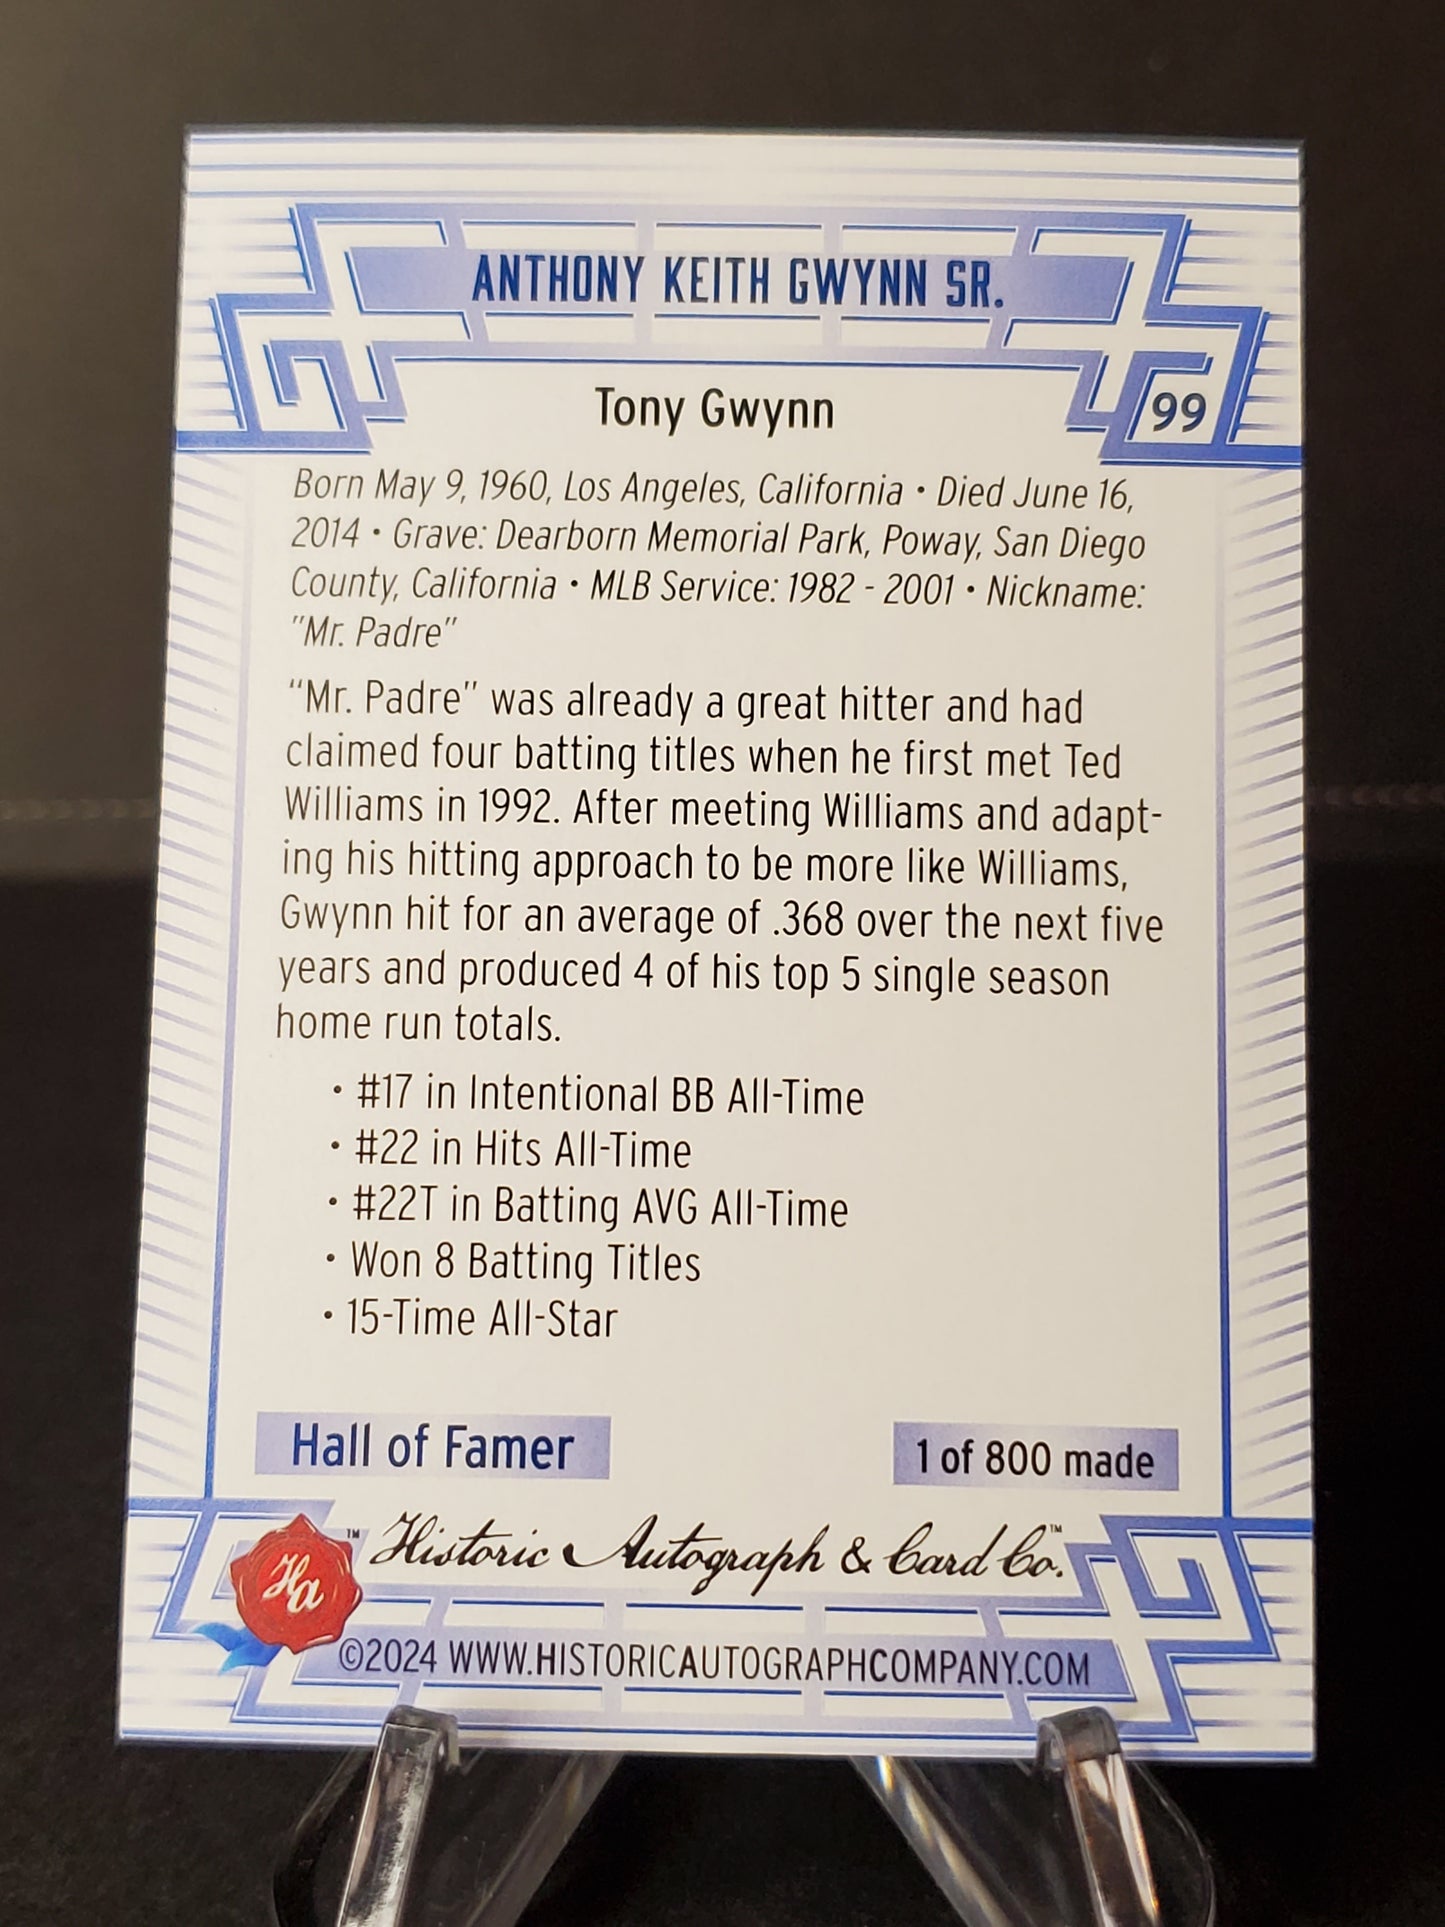 ANTHONY KEITH GWYNN SR.
Tony Gwynn
99
Born May 9, 1960, Los Angeles, California • Died June 16,
2014 • Grave: Dearborn Memorial Park, Poway, San Diego
County, California • MLB Service: 1982 - 2001 • Nickname:
"Mr. Padre"
“Mr. Padre” was already a great hitter and had
claimed four batting titles when he first met Ted
Williams in 1992. After meeting Williams and adapt-
ing his hitting approach to be more like Williams,
Gwynn hit for an average of .368 over the next five
years and produced 4 of his top 5 single season
home run totals.
• #17 in Intentional BB All-Time
• #22 in Hits All-Time
• #22T in Batting AVG All-Time
• Won 8 Batting Titles
• 15-Time All-Star
Hall of Famer
1 of 800 made
Ha ™
Historic Autograph & Card Co.™
©2024 WWW.HISTORICAUTOGRAPHCOMPANY.COM